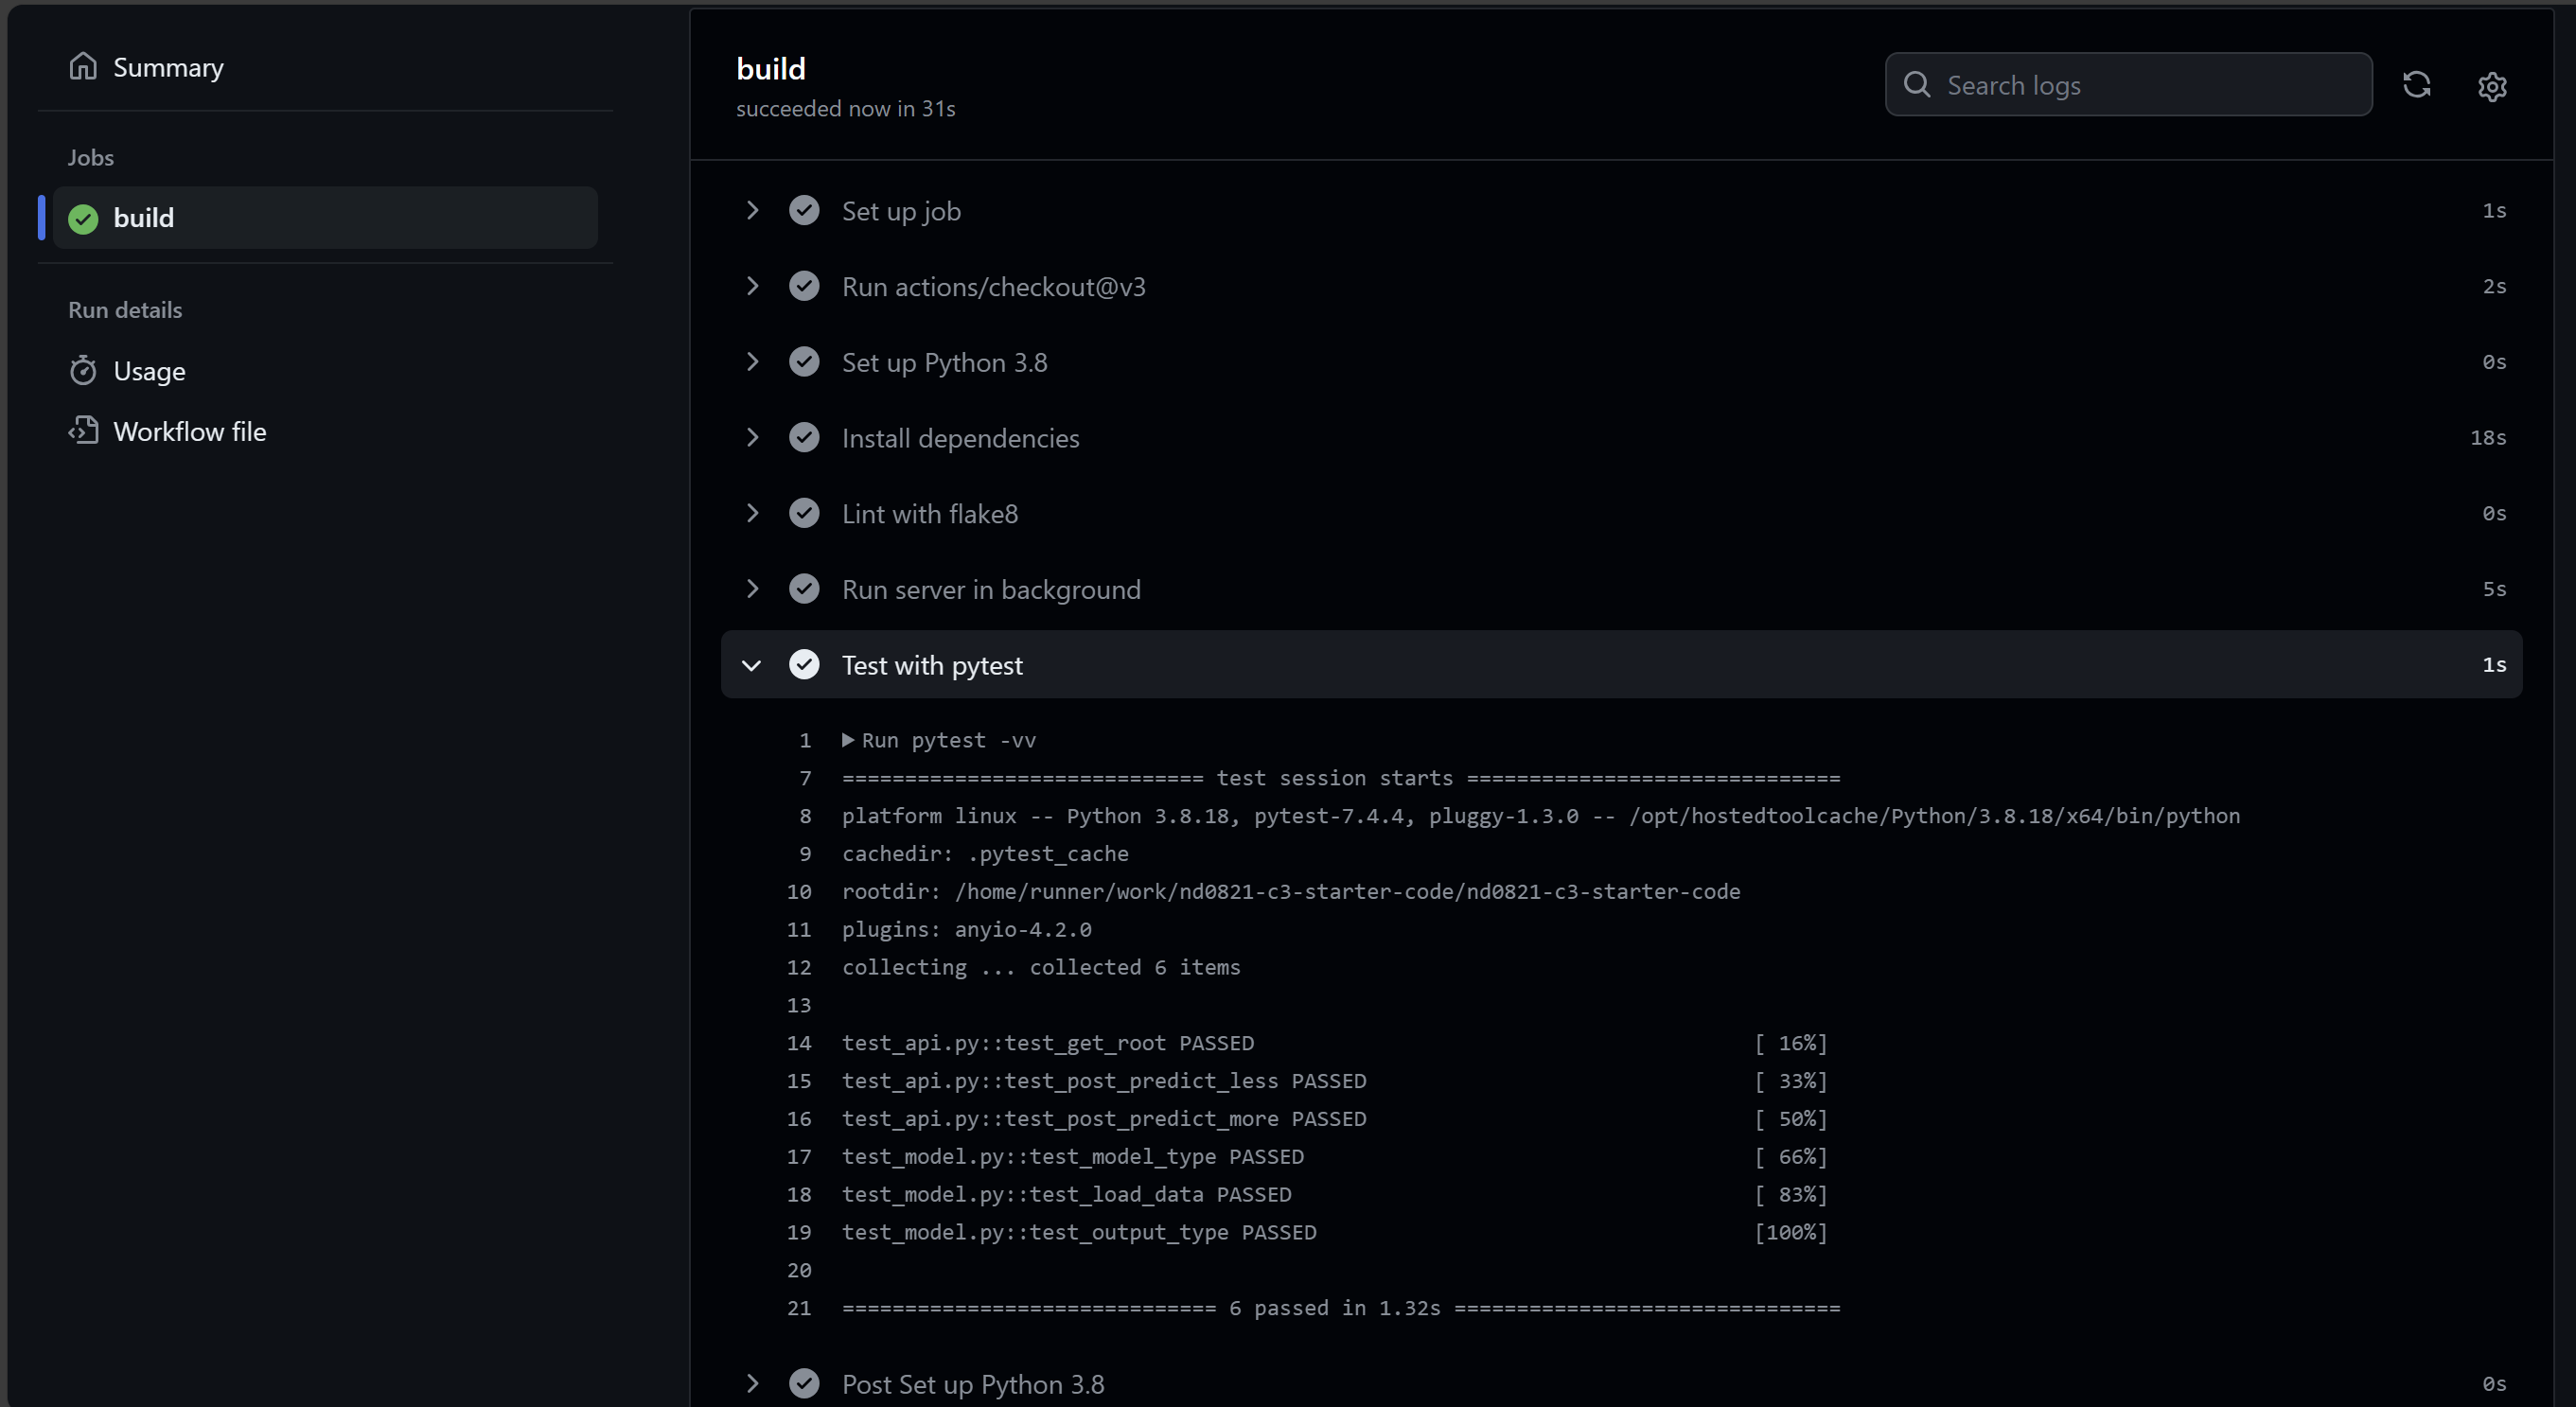 Summary
Jobs
build
Run details
Usage
Workflow file
build
succeeded now in 31s
Search logs
Set up job 1s
Run actions/checkout@v3 2s
Set up Python 3.8 0s
Install dependencies 18s
Lint with flake8 0s
Run server in background 5s
Test with pytest 1s
1 Run pytest -vv
7 ============================= test session starts ==============================
8 platform linux -- Python 3.8.18, pytest-7.4.4, pluggy-1.3.0 -- /opt/hostedtoolcache/Python/3.8.18/x64/bin/python
9 cachedir: .pytest_cache
10 rootdir: /home/runner/work/nd0821-c3-starter-code/nd0821-c3-starter-code
11 plugins: anyio-4.2.0
12 collecting ... collected 6 items
13
14 test_api.py::test_get_root PASSED [ 16%]
15 test_api.py::test_post_predict_less PASSED [ 33%]
16 test_api.py::test_post_predict_more PASSED [ 50%]
17 test_model.py::test_model_type PASSED [ 66%]
18 test_model.py::test_load_data PASSED [ 83%]
19 test_model.py::test_output_type PASSED [100%]
20
21 ============================== 6 passed in 1.32s ===============================
Post Set up Python 3.8 0s